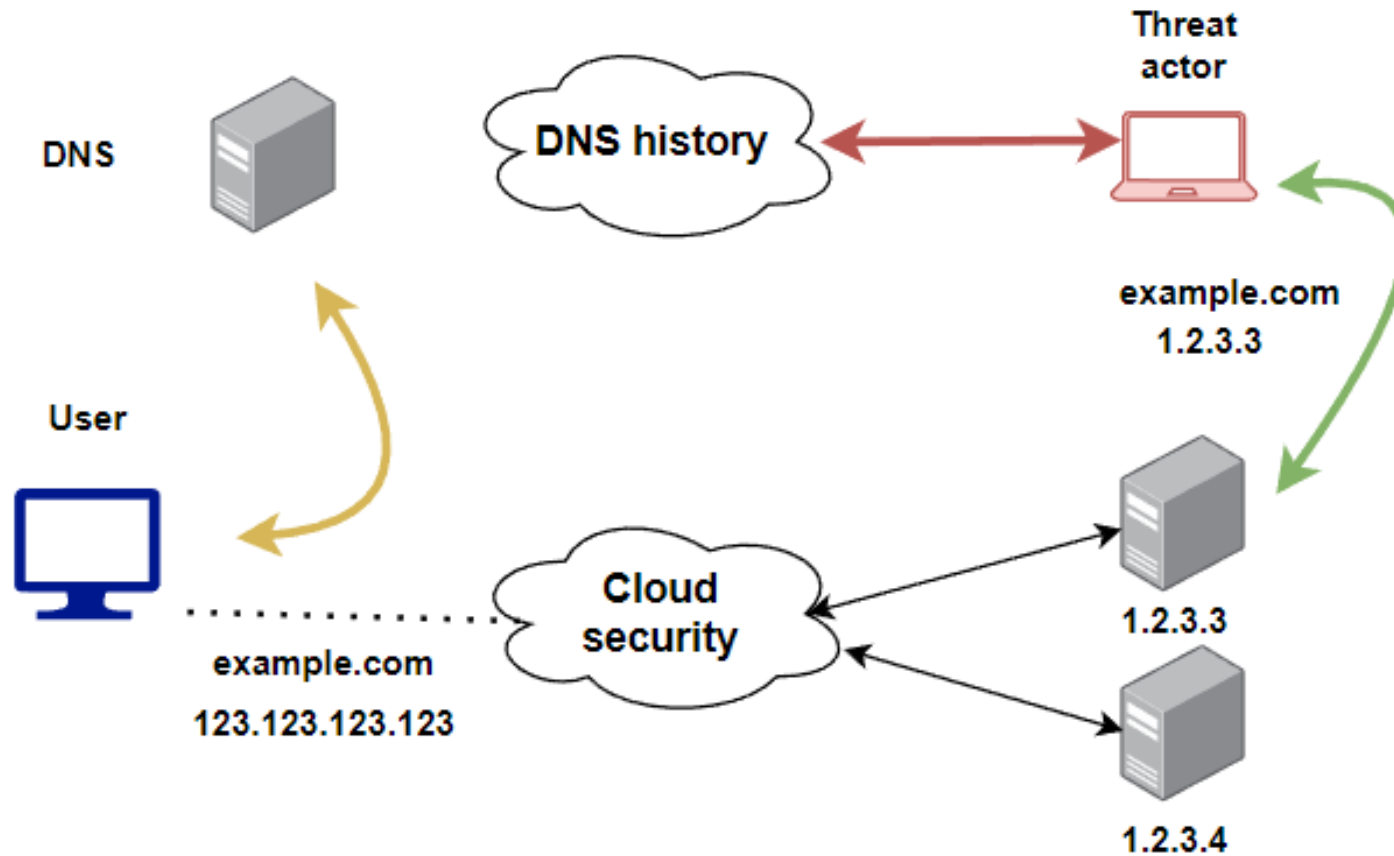 Threat
actor
DNS
DNS history
example.com
1.2.3.3
User
Cloud
security
1.2.3.3
example.com
123.123.123.123
1.2.3.4